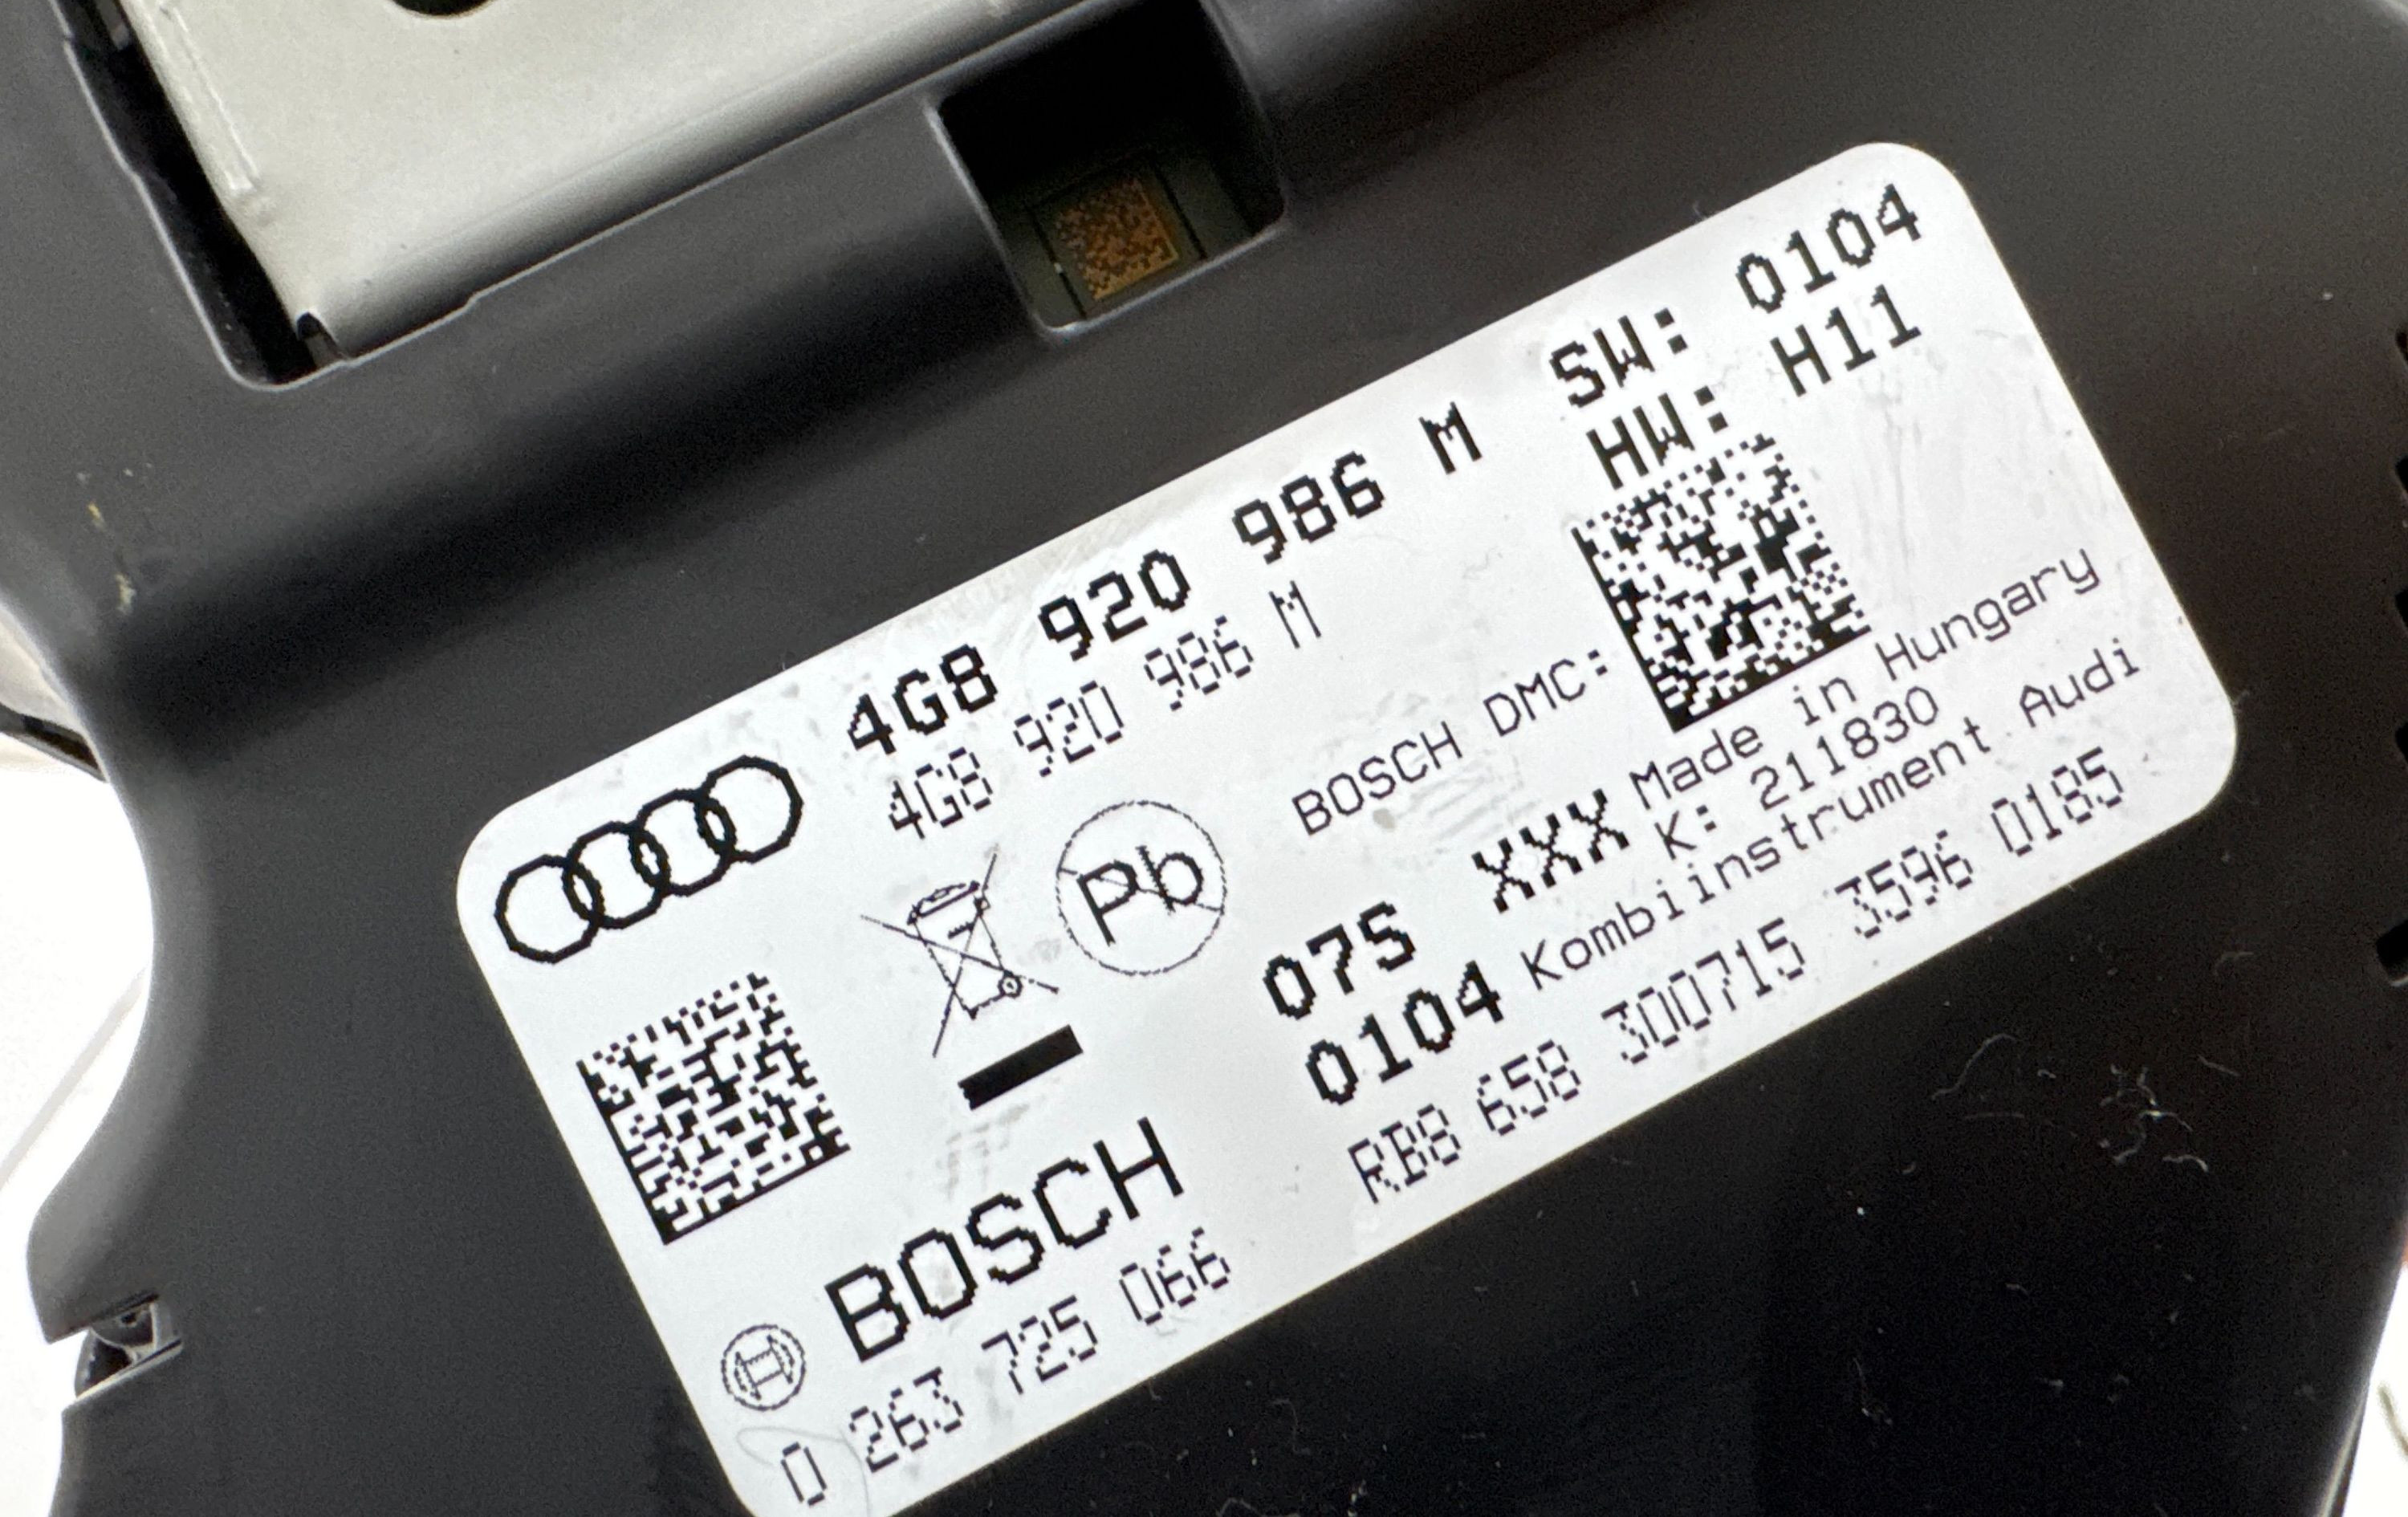 4G8 920 986 M
SW: 0104
HW: H11
4G8 920 986 M
Pb
BOSCH DMC:
07S XXX
0104
Made in Hungary
K: 211830
Kombiinstrument Audi
RB8 658 300715 3596 0185
BOSCH
0 263 725 066